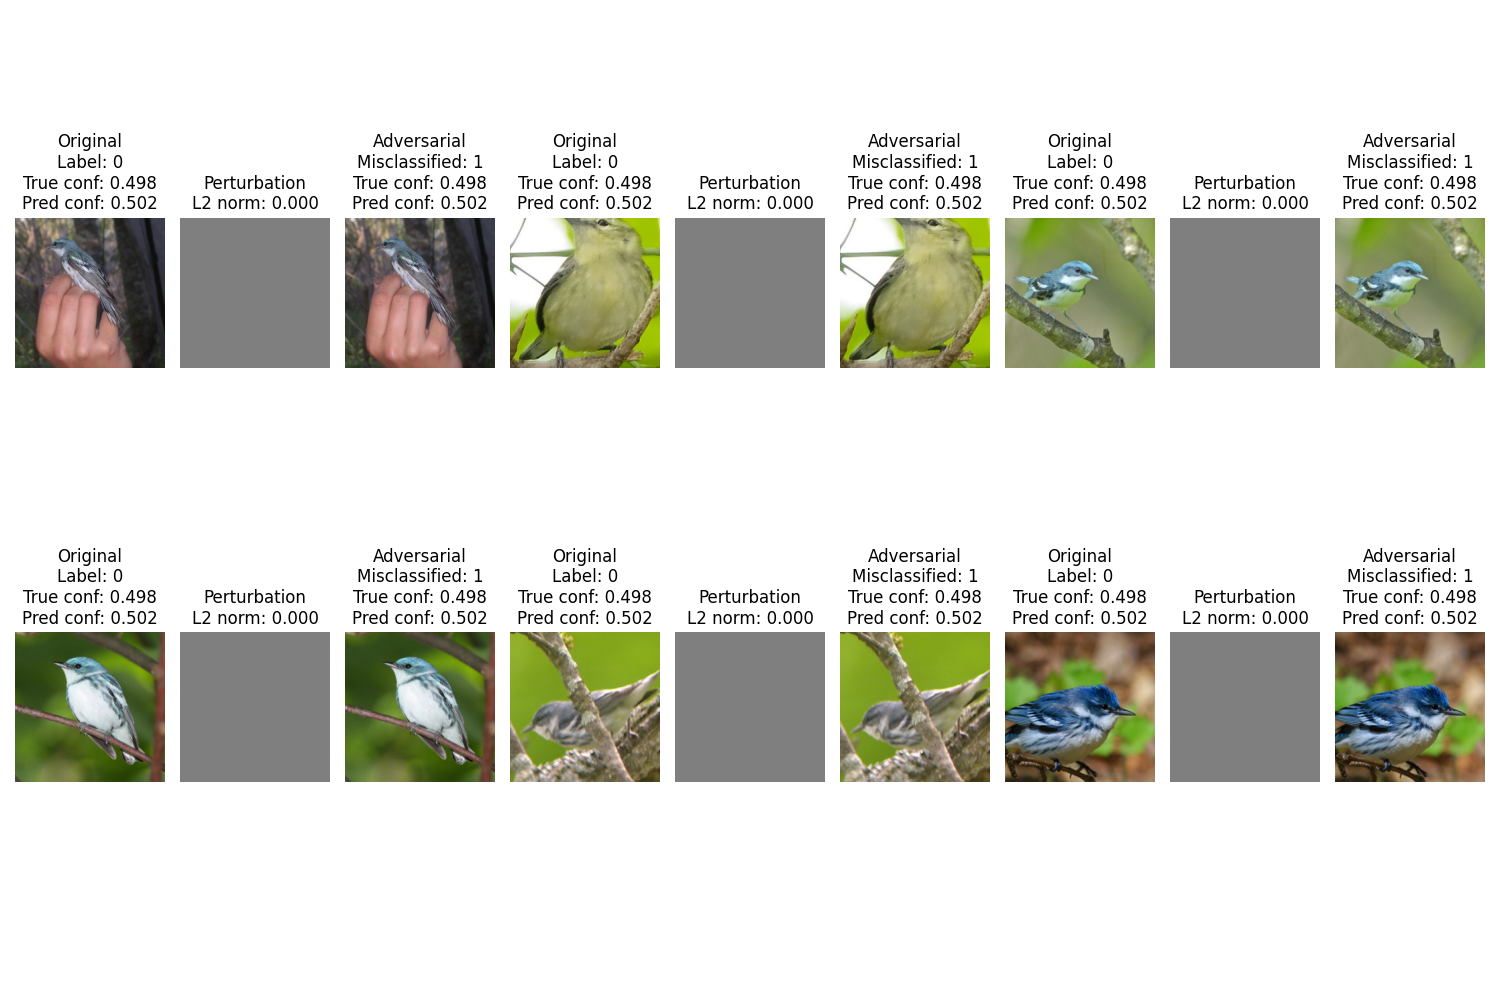 Original
Label: 0
True conf: 0.498
Pred conf: 0.502
Perturbation
L2 norm: 0.000
Adversarial
Misclassified: 1
True conf: 0.498
Pred conf: 0.502
Original
Label: 0
True conf: 0.498
Pred conf: 0.502
Perturbation
L2 norm: 0.000
Adversarial
Misclassified: 1
True conf: 0.498
Pred conf: 0.502
Original
Label: 0
True conf: 0.498
Pred conf: 0.502
Perturbation
L2 norm: 0.000
Adversarial
Misclassified: 1
True conf: 0.498
Pred conf: 0.502
Original
Label: 0
True conf: 0.498
Pred conf: 0.502
Perturbation
L2 norm: 0.000
Adversarial
Misclassified: 1
True conf: 0.498
Pred conf: 0.502
Original
Label: 0
True conf: 0.498
Pred conf: 0.502
Perturbation
L2 norm: 0.000
Adversarial
Misclassified: 1
True conf: 0.498
Pred conf: 0.502
Original
Label: 0
True conf: 0.498
Pred conf: 0.502
Perturbation
L2 norm: 0.000
Adversarial
Misclassified: 1
True conf: 0.498
Pred conf: 0.502